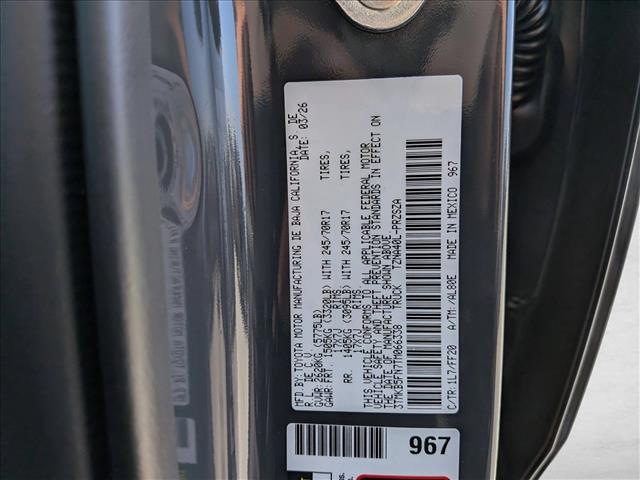 MFD.BY:TOYOTA MOTOR MANUFACTURING DE BAJA CALIFORNIA, S DE
R.L. DE C.V. DATE: 03/26
GVWR:2620KG (5775LB)
GAWR:FRT. 1505KG (3320LB) WITH 245/70R17 TIRES,
17X7J RIMS
RR. 1405KG (3095LB) WITH 245/70R17 TIRES,
17X7J RIMS
THIS VEHICLE CONFORMS TO ALL APPLICABLE FEDERAL MOTOR
VEHICLE SAFETY AND THEFT PREVENTION STANDARDS IN EFFECT ON
THE DATE OF MANUFACTURE SHOWN ABOVE.
3TMKB5FN7TM066338 TRUCK TZNA40L-PRZSZA
C/TR:1L7/FF20 A/TM:/AL80E MADE IN MEXICO 967
967